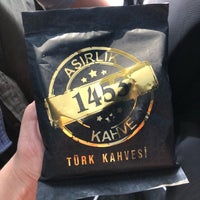 ASIRLIK
1453
KAHVE
TÜRK KAHVESİ